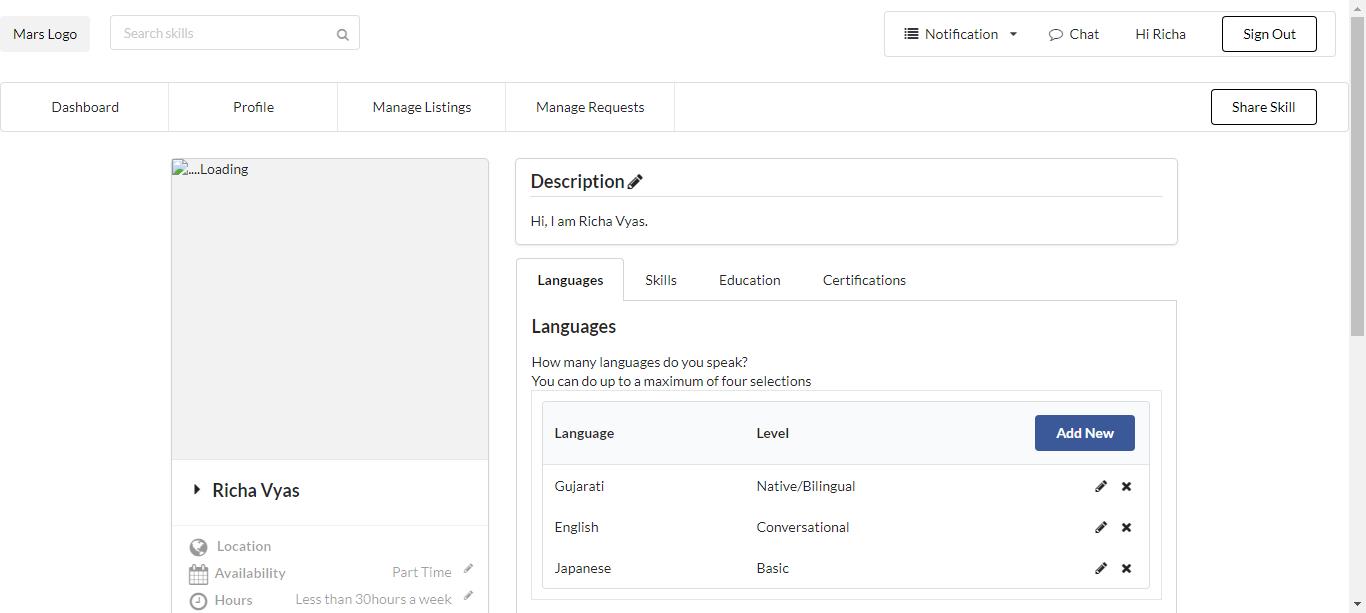 Mars Logo
Search skills
Notification
Chat
Hi Richa
Sign Out
Dashboard
Profile
Manage Listings
Manage Requests
Share Skill
....Loading
Richa Vyas
Location
Availability
Part Time
Hours
Less than 30hours a week
Description
Hi, I am Richa Vyas.
Languages
Skills
Education
Certifications
Languages
How many languages do you speak?
You can do up to a maximum of four selections
Language
Level
Add New
Gujarati
Native/Bilingual
English
Conversational
Japanese
Basic